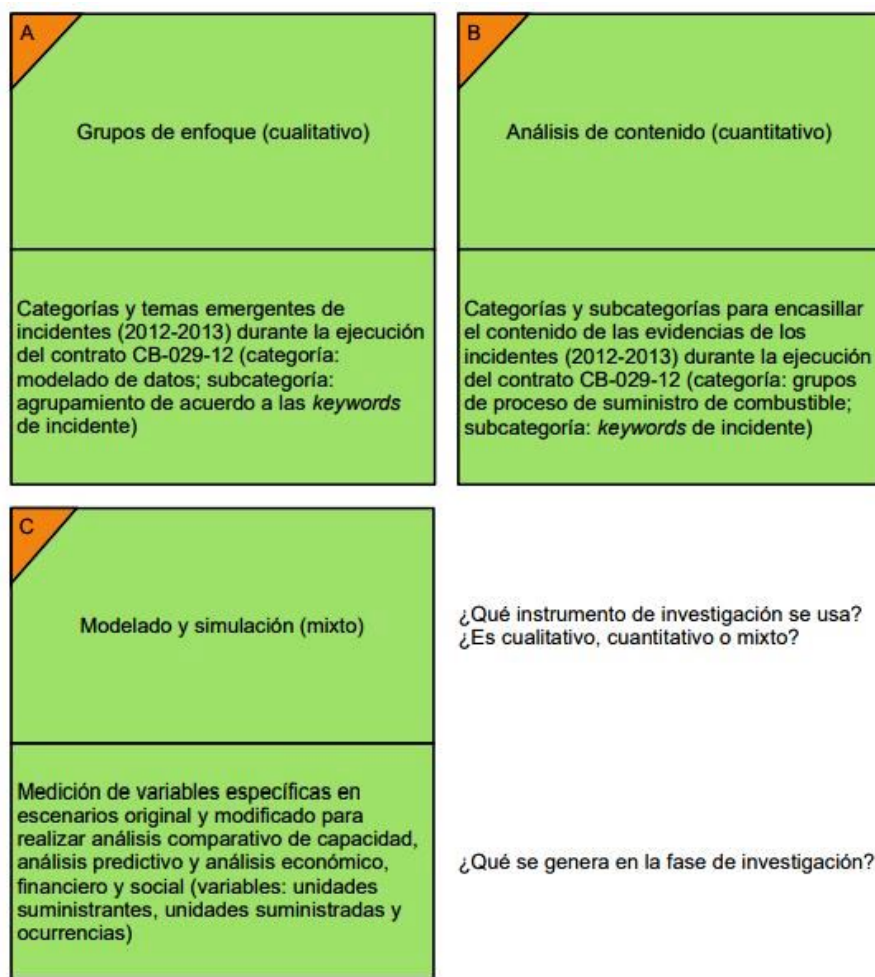 A
Grupos de enfoque (cualitativo)
Categorías y temas emergentes de
incidentes (2012-2013) durante la ejecución
del contrato CB-029-12 (categoría:
modelado de datos; subcategoría:
agrupamiento de acuerdo a las keywords
de incidente)
B
Análisis de contenido (cuantitativo)
Categorías y subcategorías para encasillar
el contenido de las evidencias de los
incidentes (2012-2013) durante la ejecución
del contrato CB-029-12 (categoría: grupos
de proceso de suministro de combustible;
subcategoría: keywords de incidente)
C
Modelado y simulación (mixto)
Medición de variables específicas en
escenarios original y modificado para
realizar análisis comparativo de capacidad,
análisis predictivo y análisis económico,
financiero y social (variables: unidades
suministrantes, unidades suministradas y
ocurrencias)
¿Qué instrumento de investigación se usa?
¿Es cualitativo, cuantitativo o mixto?
¿Qué se genera en la fase de investigación?